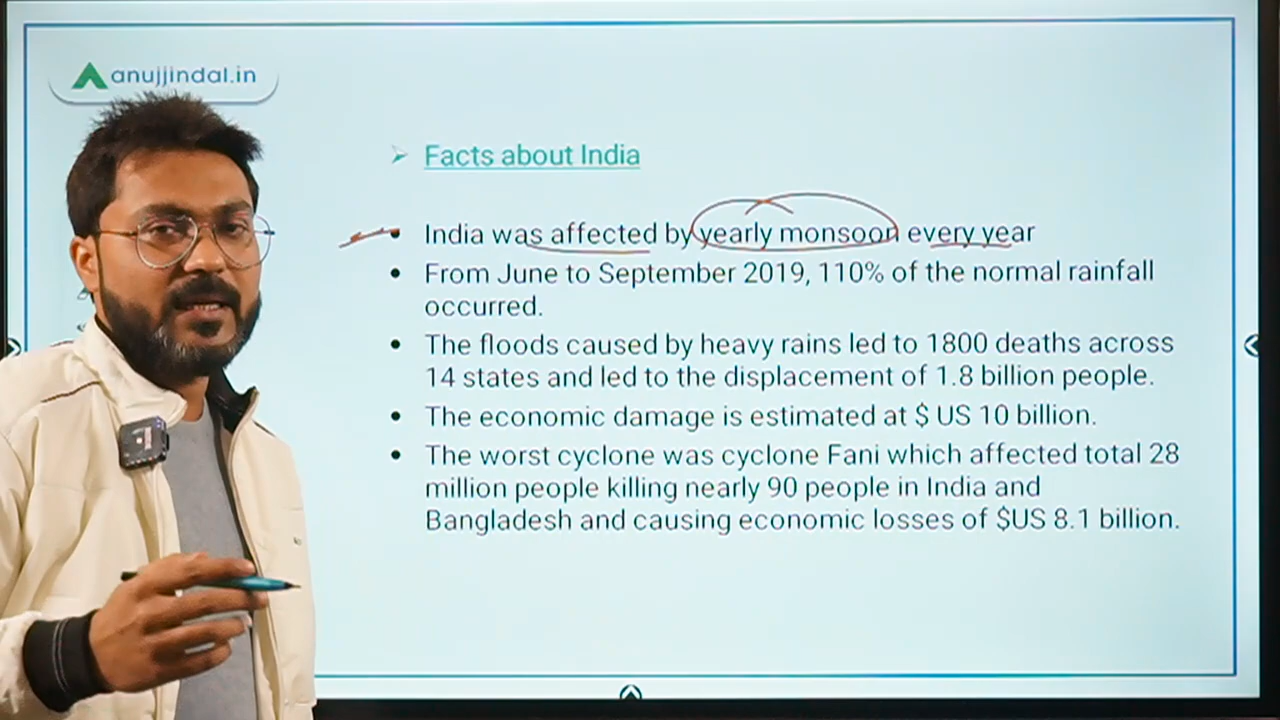 anujjindal.in
Facts about India
India was affected by yearly monsoon every year
From June to September 2019, 110% of the normal rainfall
occurred.
The floods caused by heavy rains led to 1800 deaths across
14 states and led to the displacement of 1.8 billion people.
The economic damage is estimated at $ US 10 billion.
The worst cyclone was cyclone Fani which affected total 28
million people killing nearly 90 people in India and
Bangladesh and causing economic losses of $US 8.1 billion.